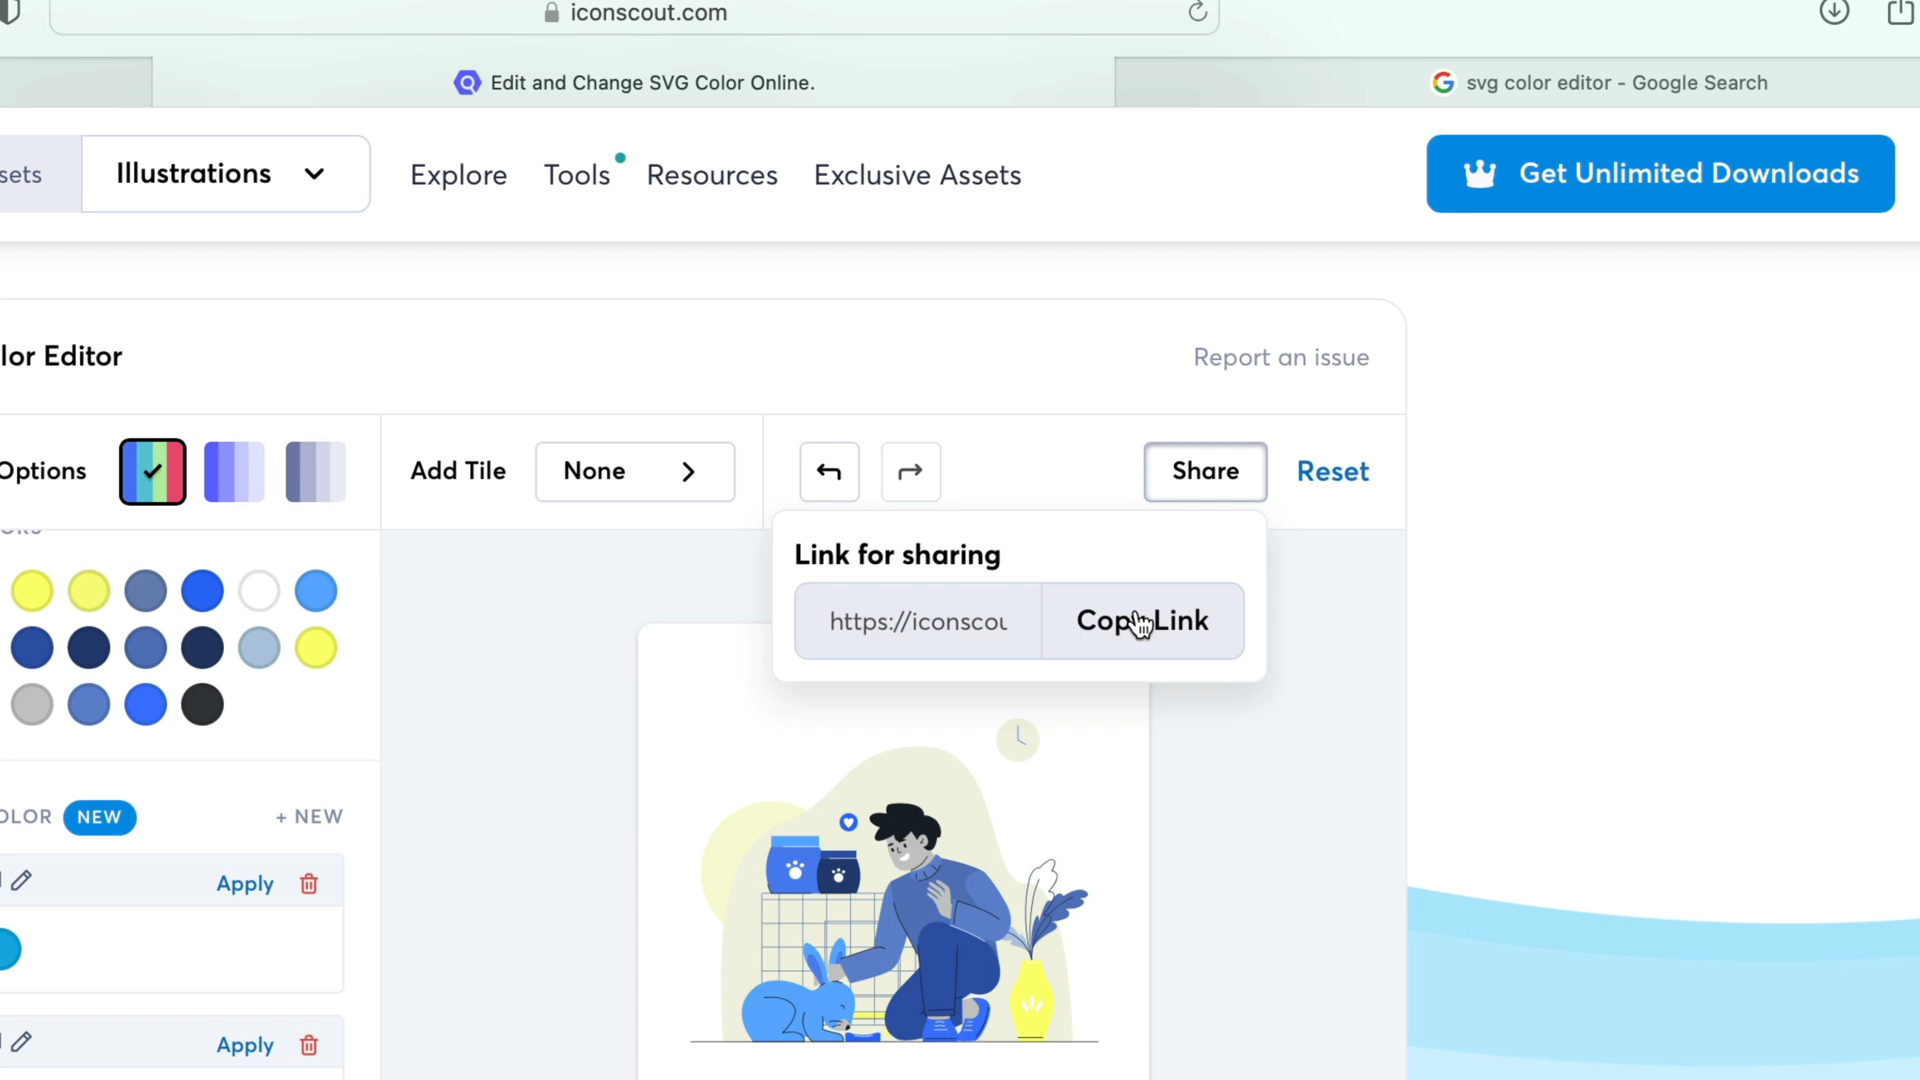 iconscout.com
Edit and Change SVG Color Online.
svg color editor - Google Search
sets
Illustrations
Explore
Tools
Resources
Exclusive Assets
Get Unlimited Downloads
lor Editor
Report an issue
Options
Add Tile
None
Share
Reset
Link for sharing
https://iconscou
Copy Link
OLOR
NEW
+ NEW
Apply
Apply